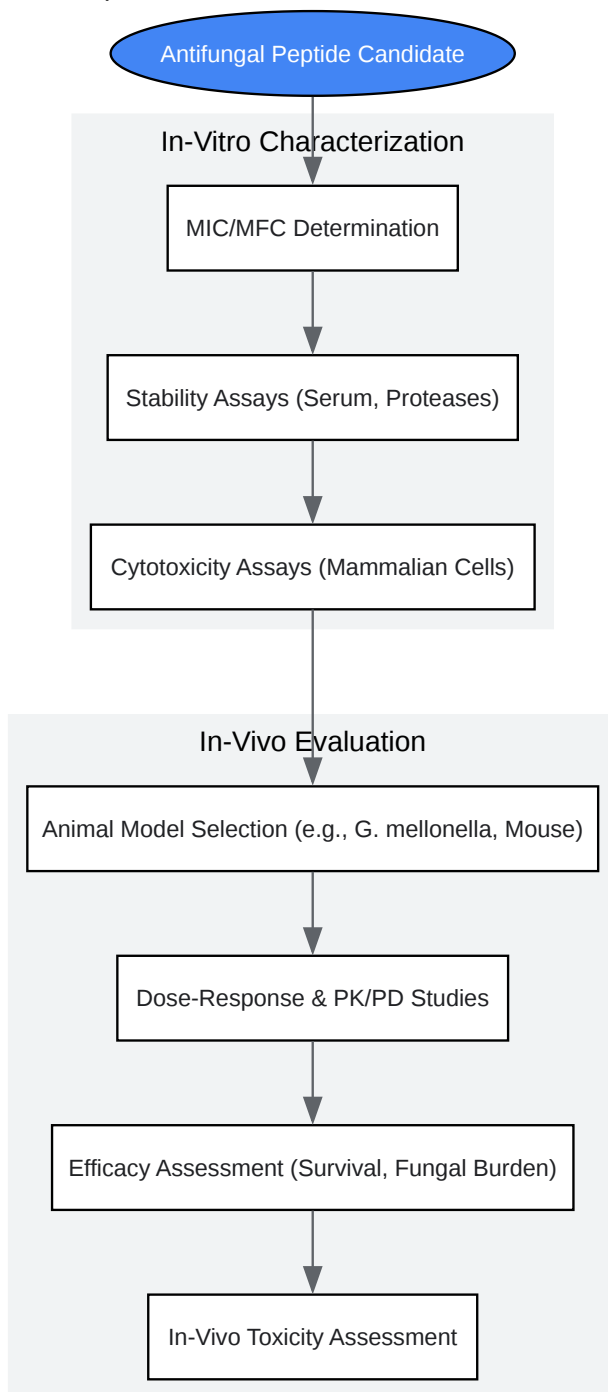 Antifungal Peptide Candidate
In-Vitro Characterization
MIC/MFC Determination
Stability Assays (Serum, Proteases)
Cytotoxicity Assays (Mammalian Cells)
In-Vivo Evaluation
Animal Model Selection (e.g., G. mellonella, Mouse)
Dose-Response & PK/PD Studies
Efficacy Assessment (Survival, Fungal Burden)
In-Vivo Toxicity Assessment